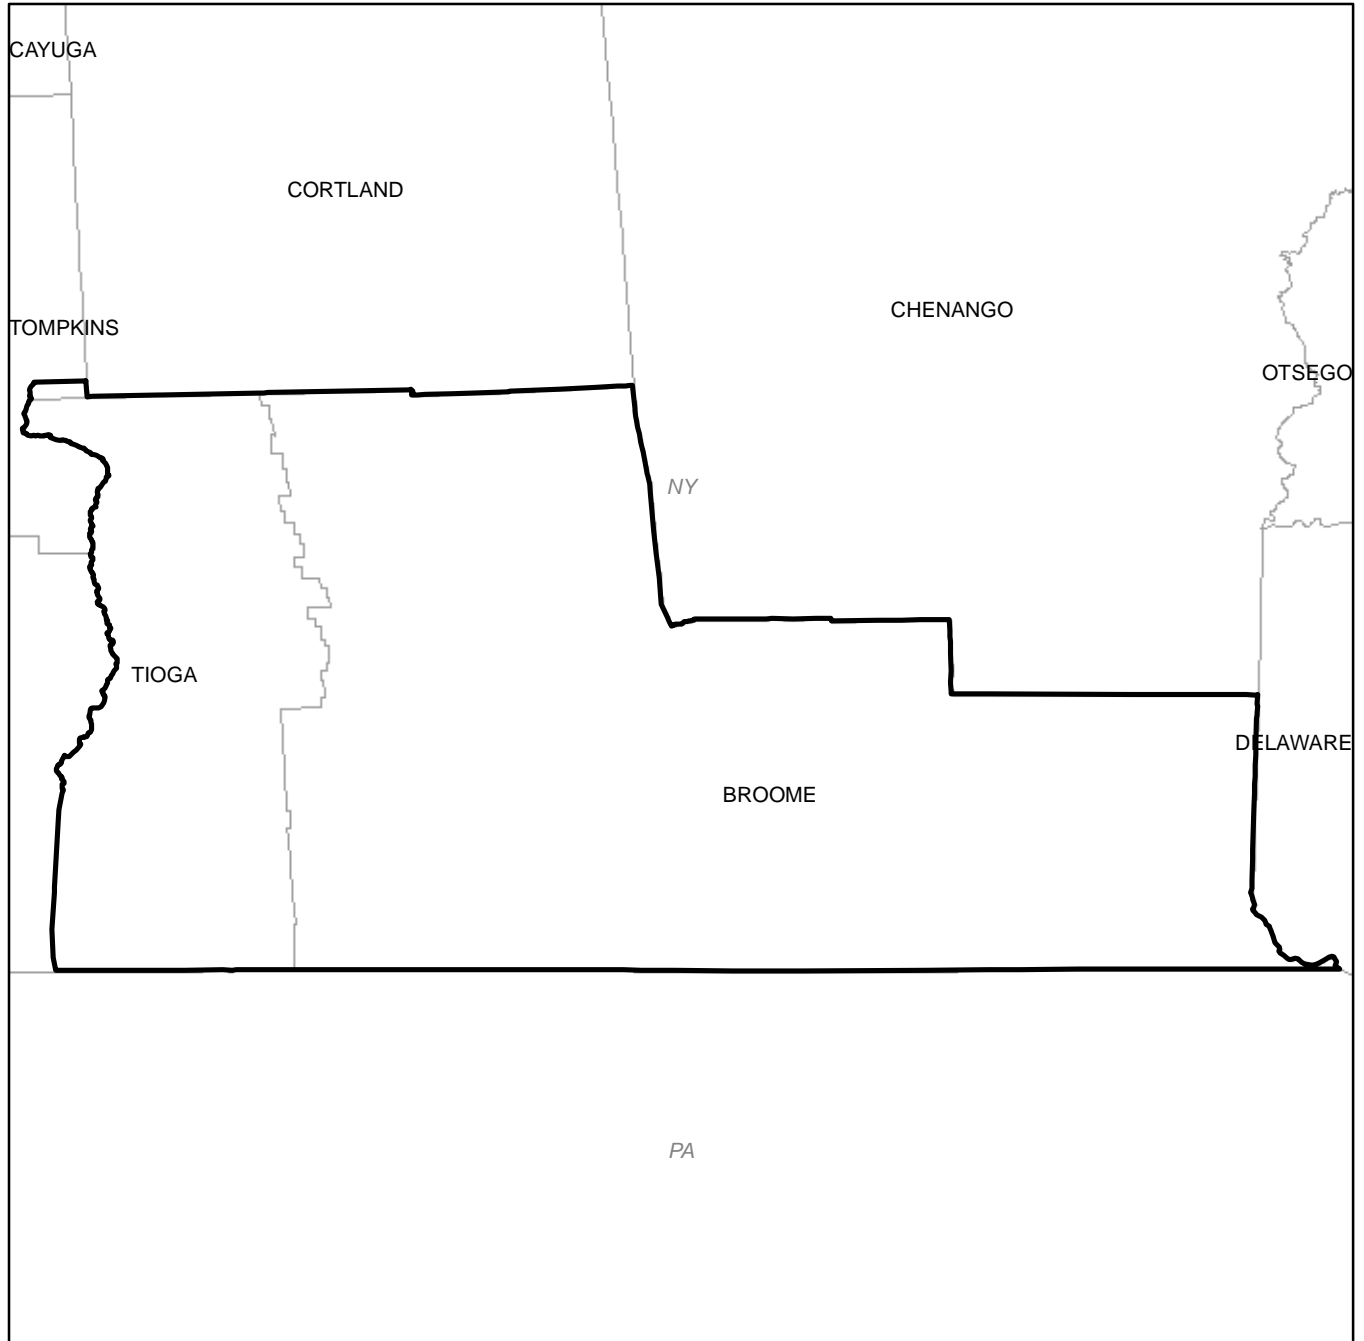 CAYUGA
CORTLAND
CHENANGO
TOMPKINS
OTSEGO
NY
TIOGA
DELAWARE
BROOME
PA